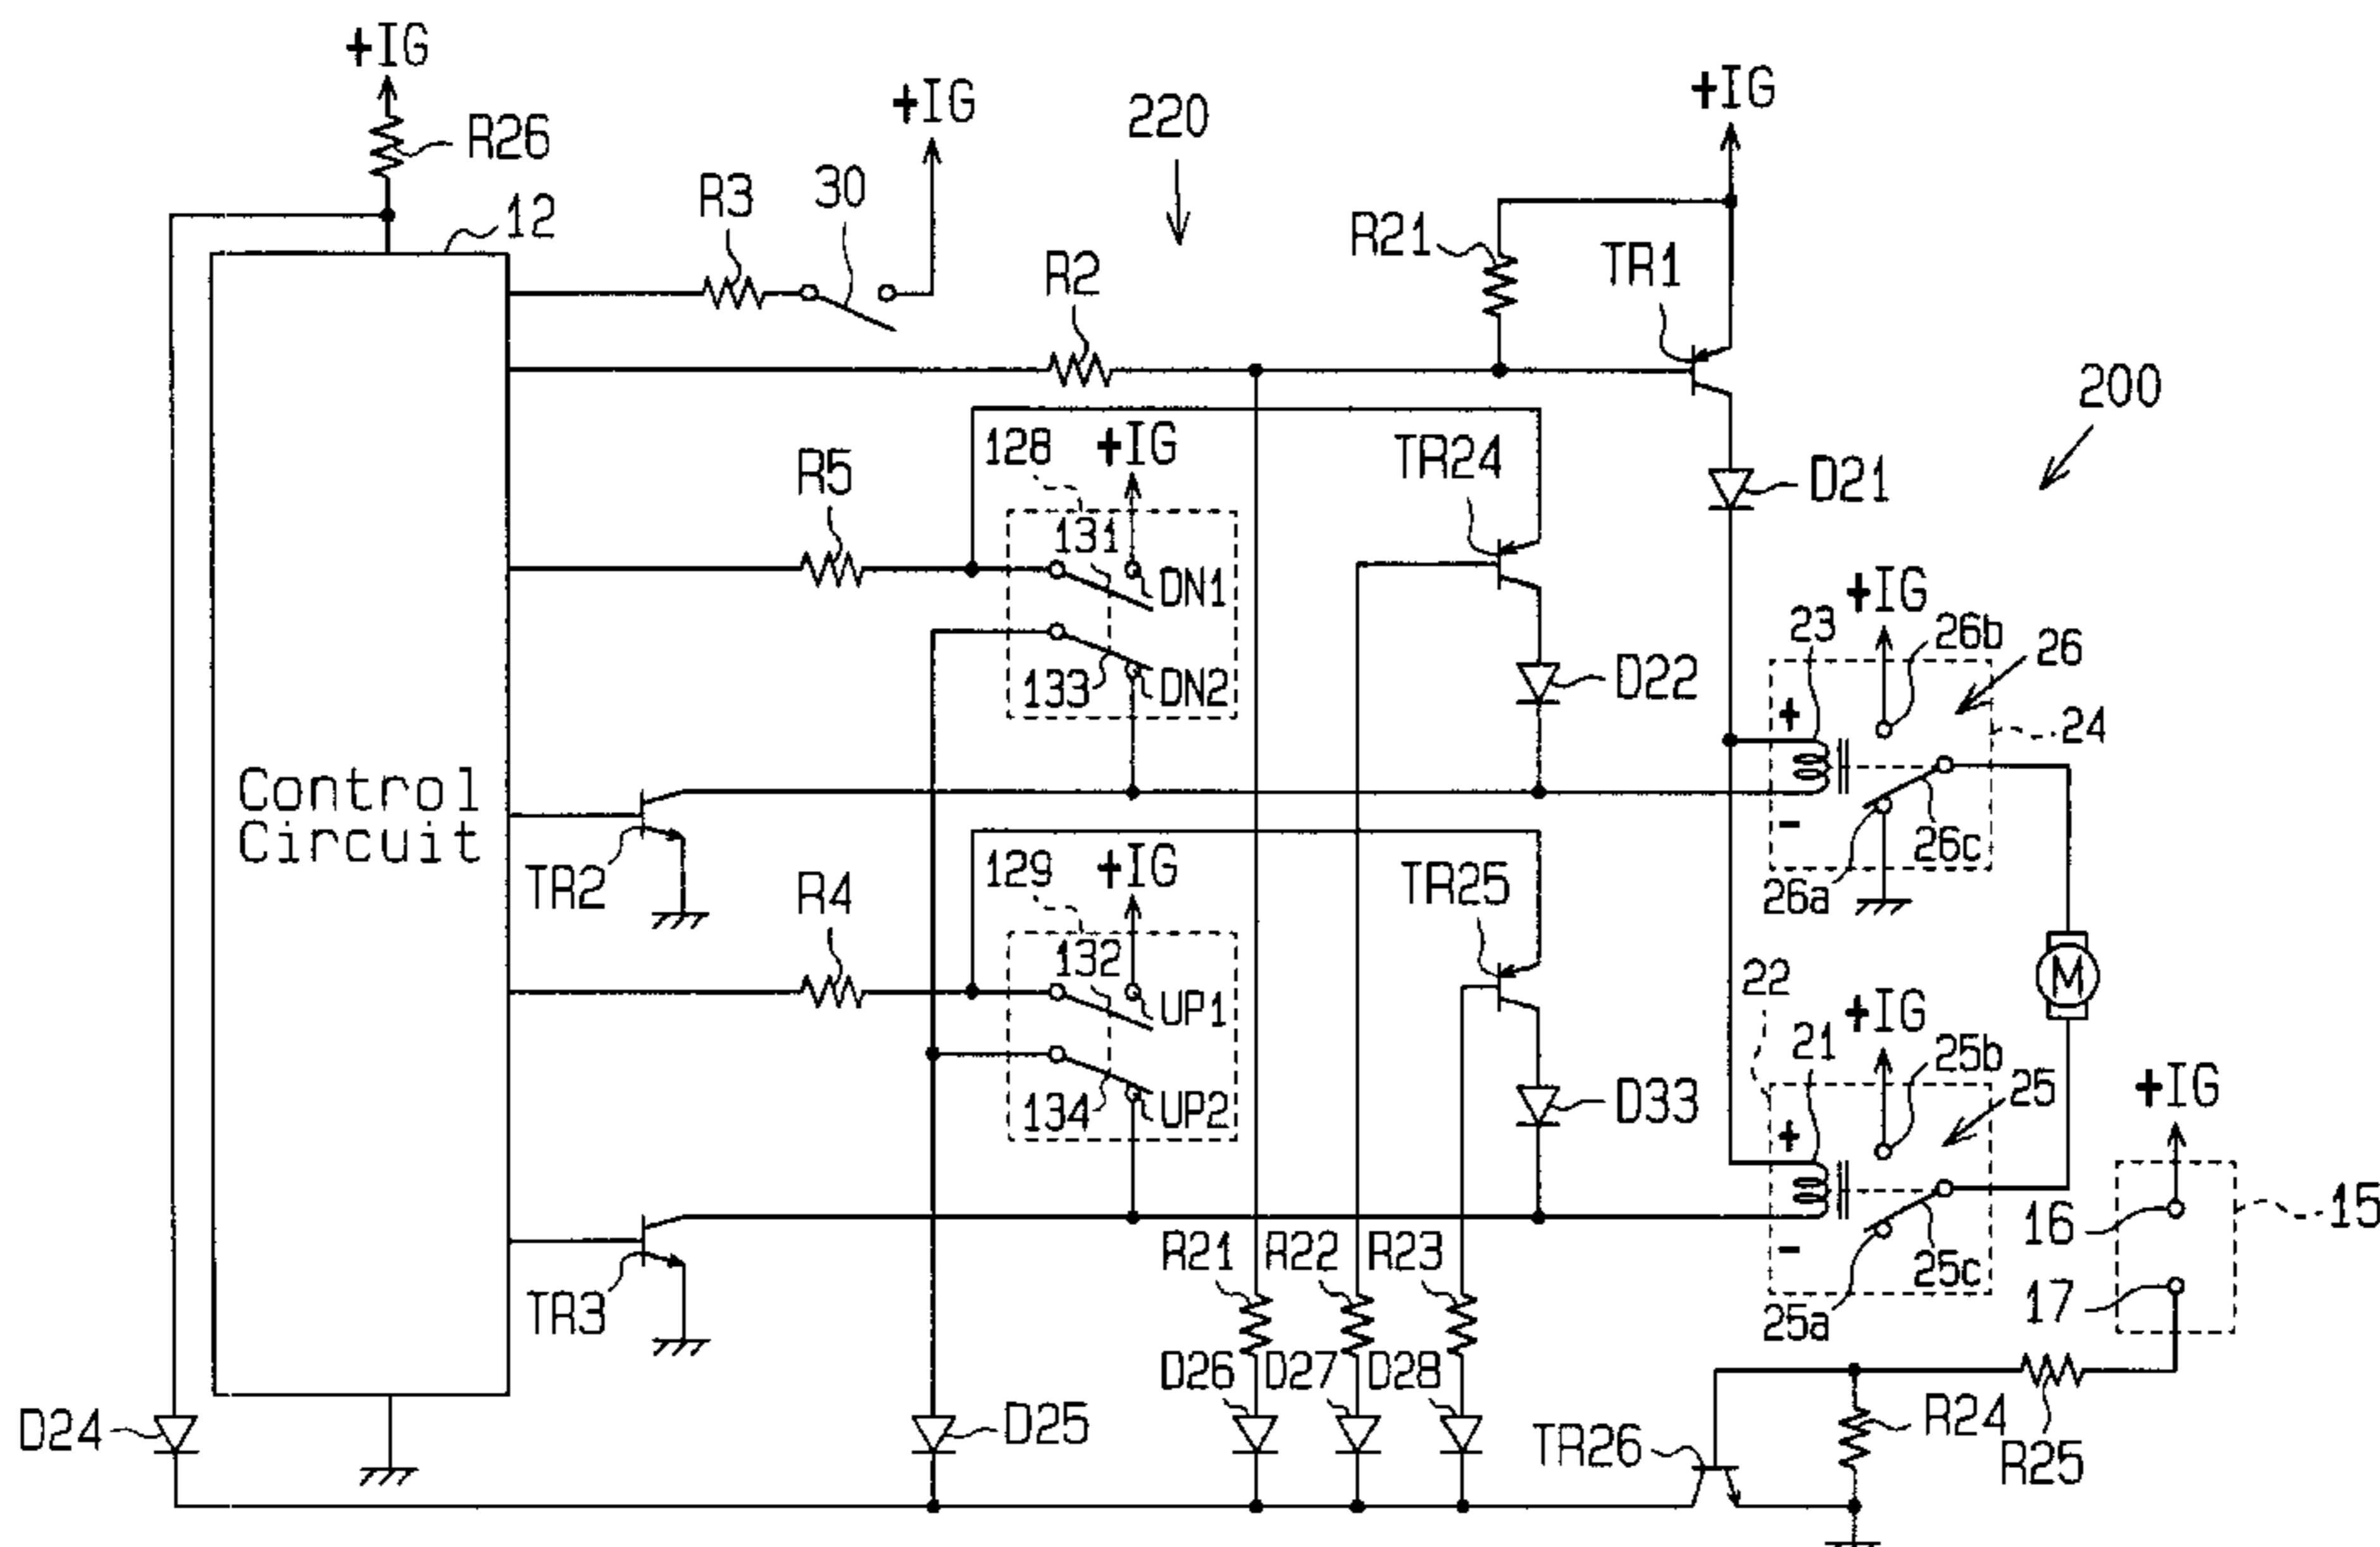 +IG
R26
12
R3
30
+IG
220
R2
R21
+IG
TR1
200
R5
128
+IG
131
DN1
133
DN2
TR24
D21
D22
23
+IG
26b
26
24
+
-
26a
26c
Control
Circuit
TR2
R4
129
+IG
132
UP1
134
UP2
TR25
D33
M
22
21
+IG
25b
25
+
-
25a
25c
+IG
16
17
15
TR3
R21
R22
R23
D26
D27
D28
D24
D25
TR26
R24
R25